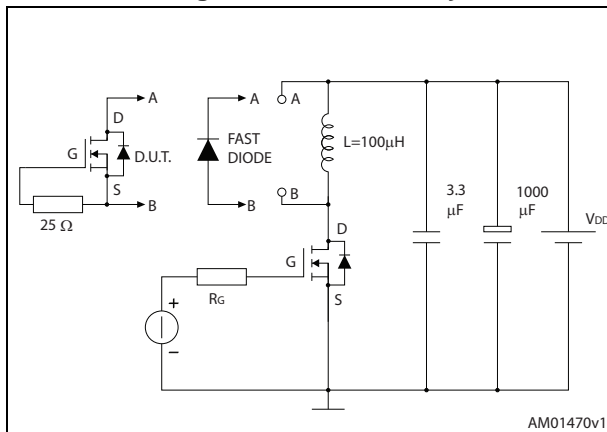 A
D
G
D.U.T.
S
B
25 Ω
A
FAST
DIODE
B
A
L=100μH
B
D
G
S
RG
+
–
3.3
μF
1000
μF
VDD
AM01470v1